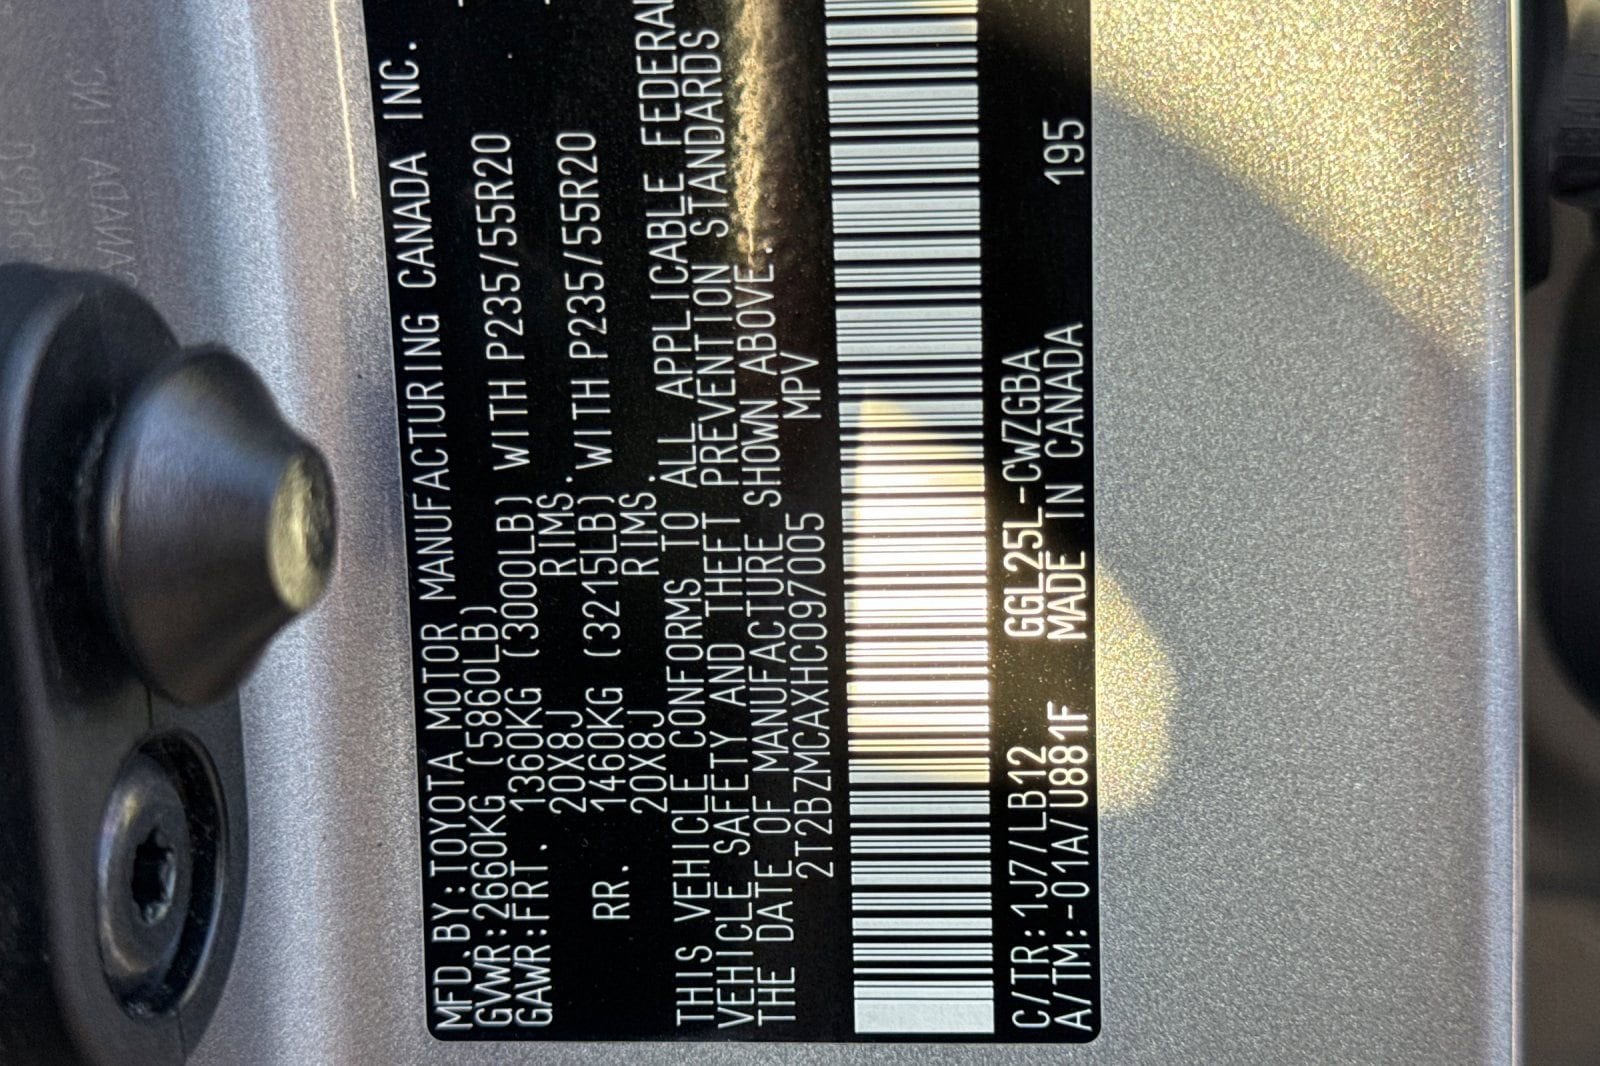 MFD.BY:TOYOTA MOTOR MANUFACTURING CANADA INC.
GVWR:2660KG (5860LB)
GAWR:FRT. 1360KG (3000LB) WITH P235/55R20
20X8J RIMS.
RR. 1460KG (3215LB) WITH P235/55R20
20X8J RIMS.
THIS VEHICLE CONFORMS TO ALL APPLICABLE FEDERAL
VEHICLE SAFETY AND THEFT PREVENTION STANDARDS
THE DATE OF MANUFACTURE SHOWN ABOVE.
2T2BZMCAXHC097005 MPV
C/TR:1J7/LB12 GGL25L-CWZGBA
A/TM:-01A/U881F MADE IN CANADA 195